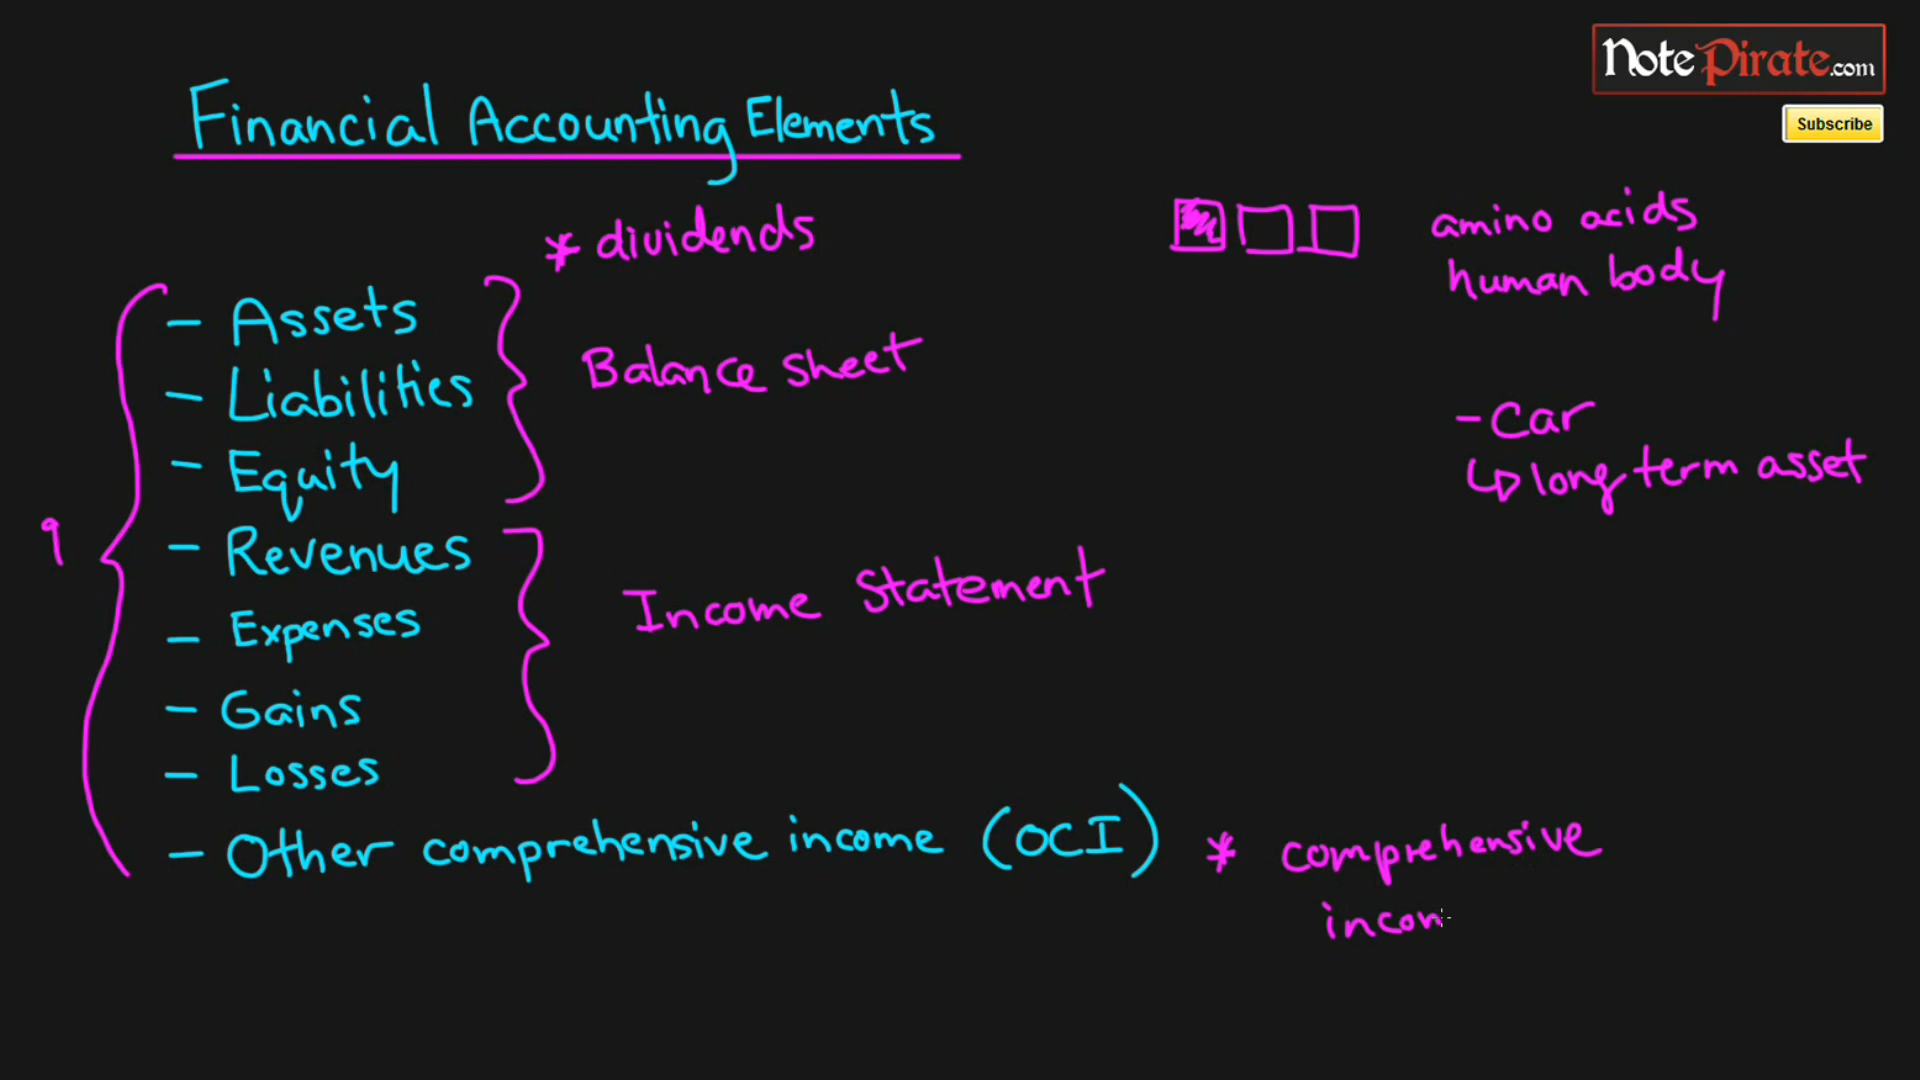 NotePirate.com
Subscribe
Financial Accounting Elements
* dividends
amino acids
human body
- Assets
- Liabilities
- Equity
Balance sheet
- Car
↳ long term asset
9
- Revenues
- Expenses
- Gains
- Losses
Income Statement
- Other comprehensive income (OCI)
* comprehensive
incom